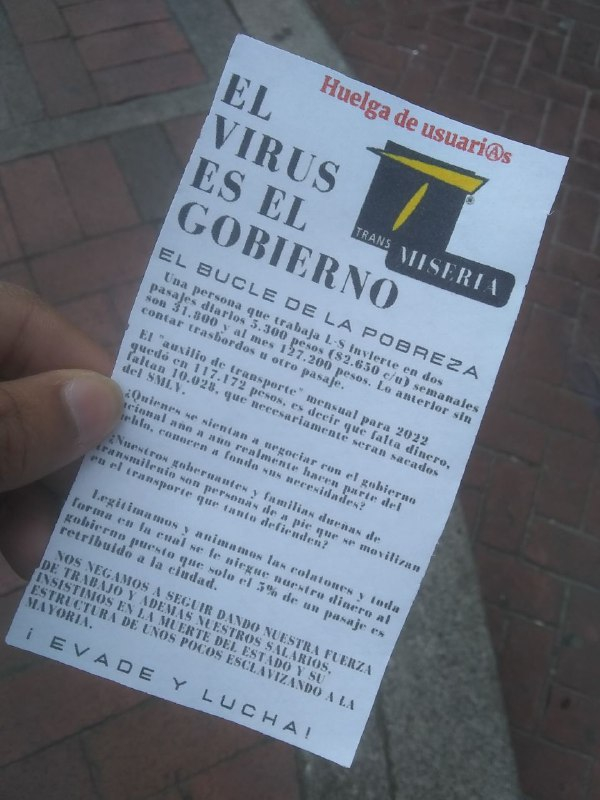 Huelga de usuari@s
EL
VIRUS
ES EL
GOBIERNO
TRANS
MISERIA
EL BUCLE DE LA POBREZA
Una persona que trabaja L-S invierte en dos
pasajes diarios 5.300 pesos ($2.650 c/u) semanales
son 31.800 y al mes 127.200 pesos. Lo anterior sin
contar trasbordos u otro pasaje.
El "auxilio de transporte" mensual para 2022
quedó en 117.172 pesos, es decir que falta dinero,
faltan 10.028, que necesariamente seran sacados
del SMLV.
¿Quienes se sientan a negociar con el gobierno
nacional año a año realmente hacen parte del
pueblo, conocen a fondo sus necesidades?
¿Nuestros gobernantes y familias dueñas de
transmilenio son personas de a pie que se movilizan
en el transporte que tanto defienden?
Legitimamos y animamos las colatones y toda
forma en la cual se le niegue nuestro dinero al
gobierno puesto que solo el 5% de un pasaje es
retribuido a la ciudad.
NOS NEGAMOS A SEGUIR DANDO NUESTRA FUERZA
DE TRABAJO Y ADEMAS NUESTROS SALARIOS.
INSISTIMOS EN LA MUERTE DEL ESTADO Y SU
ESTRUCTURA DE UNOS POCOS ESCLAVIZANDO A LA
MAYORIA.
¡ EVADE Y LUCHA!